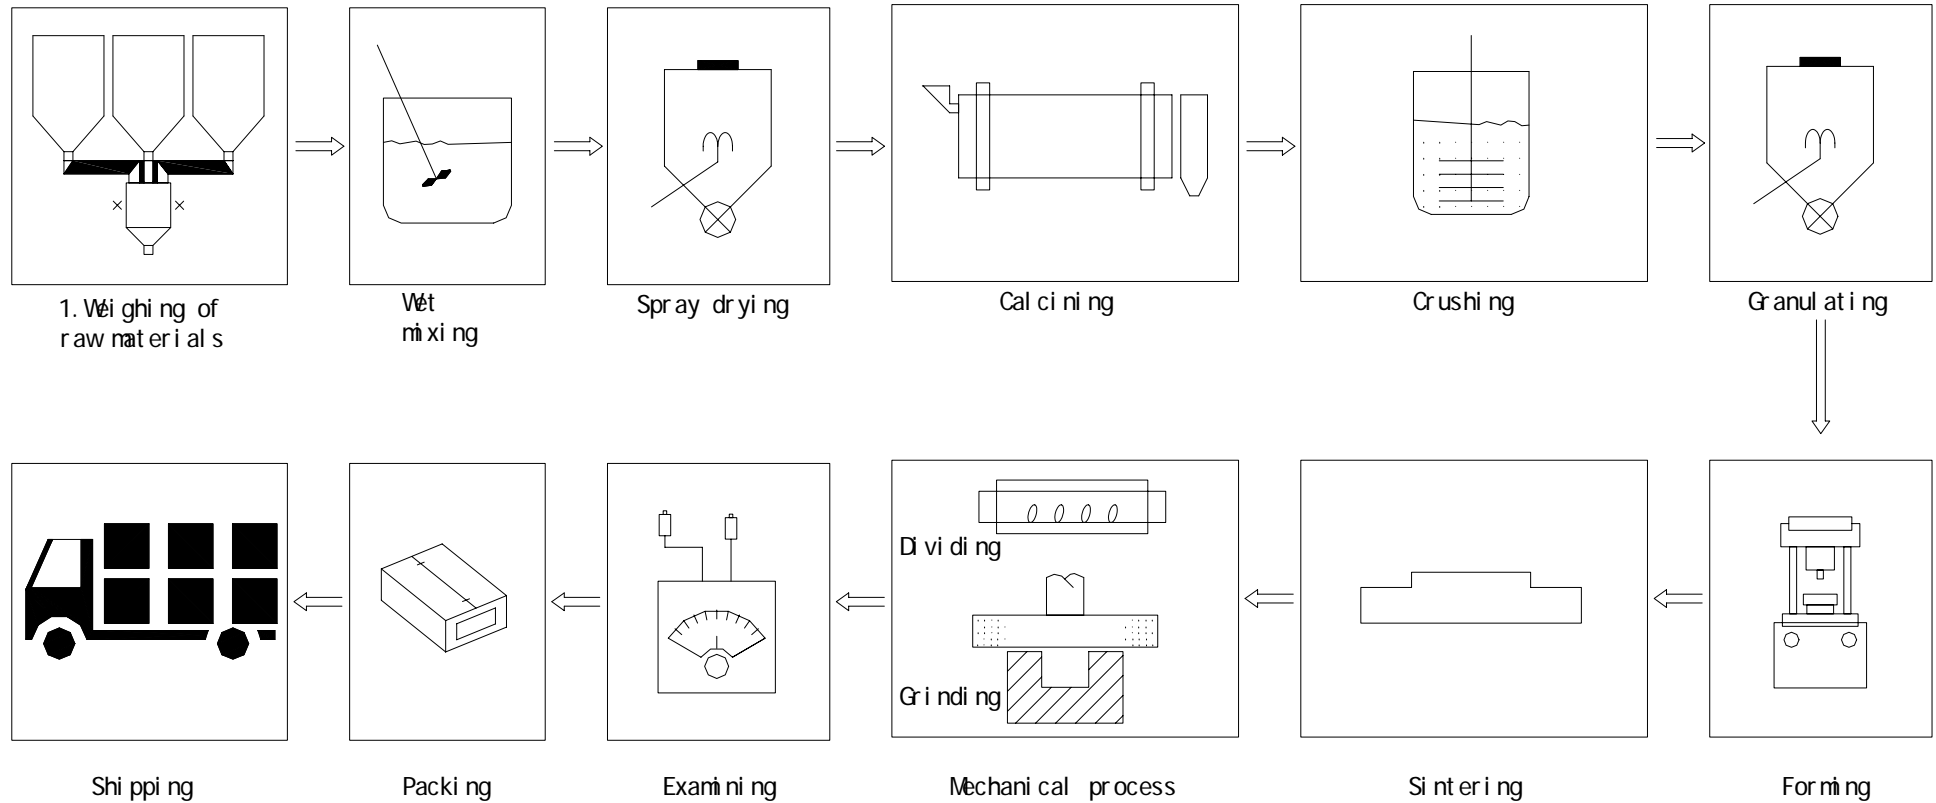 1. Weighing of
raw materials
Wet
mixing
Spray drying
Calcining
Crushing
Granulating
Dividing
Grinding
Shipping
Packing
Examining
Mechanical process
Sintering
Forming